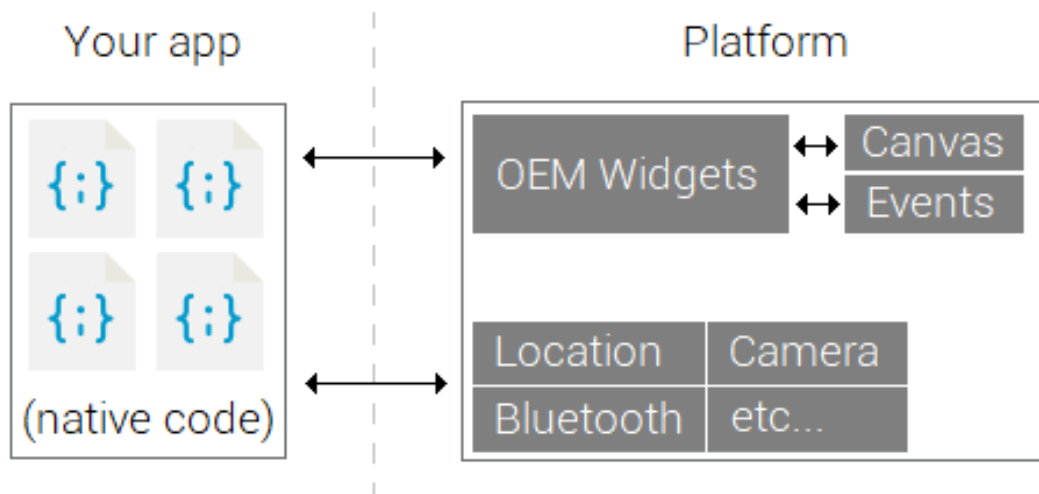 Your app
Platform
{;} {;}
{;} {;}
(native code)
OEM Widgets
Canvas
Events
Location Camera
Bluetooth etc...